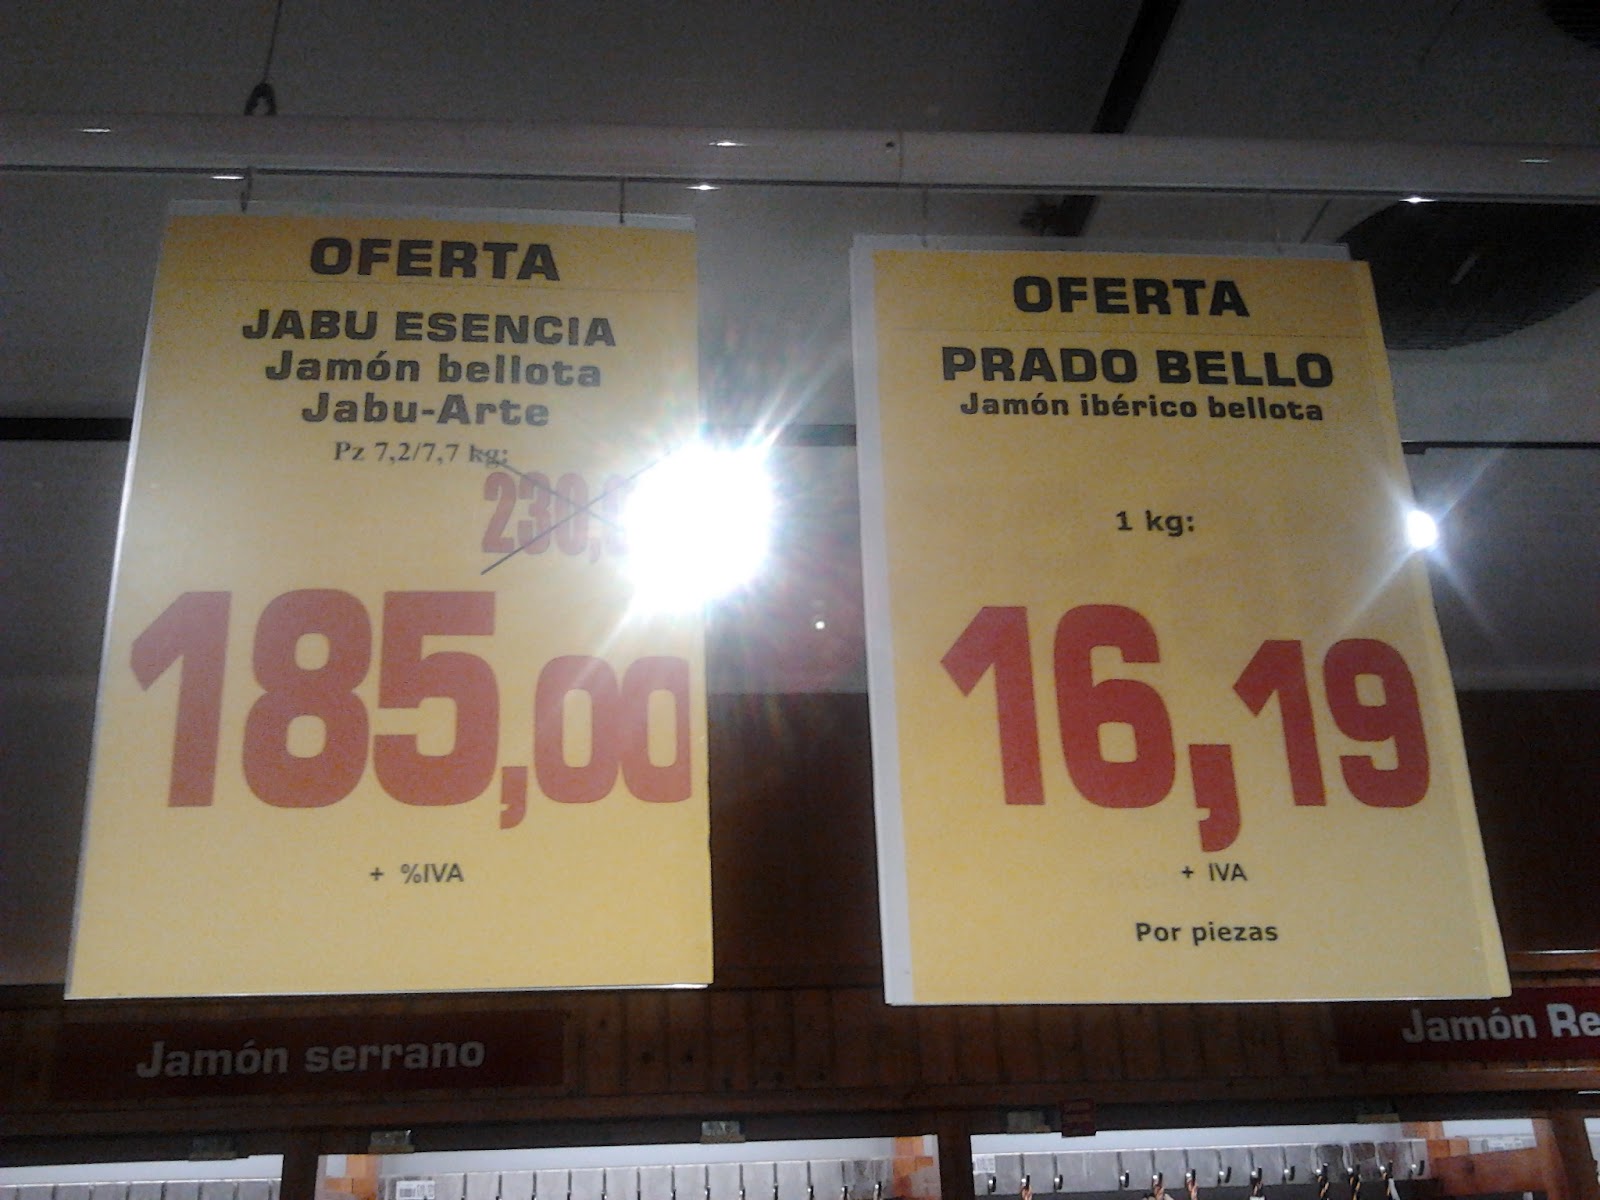 OFERTA
JABU ESENCIA
Jamón bellota
Jabu-Arte
Pz 7,2/7,7 kg:
185,00
+ %IVA
OFERTA
PRADO BELLO
Jamón ibérico bellota
1 kg:
16,19
+ IVA
Por piezas
Jamón serrano
Jamón